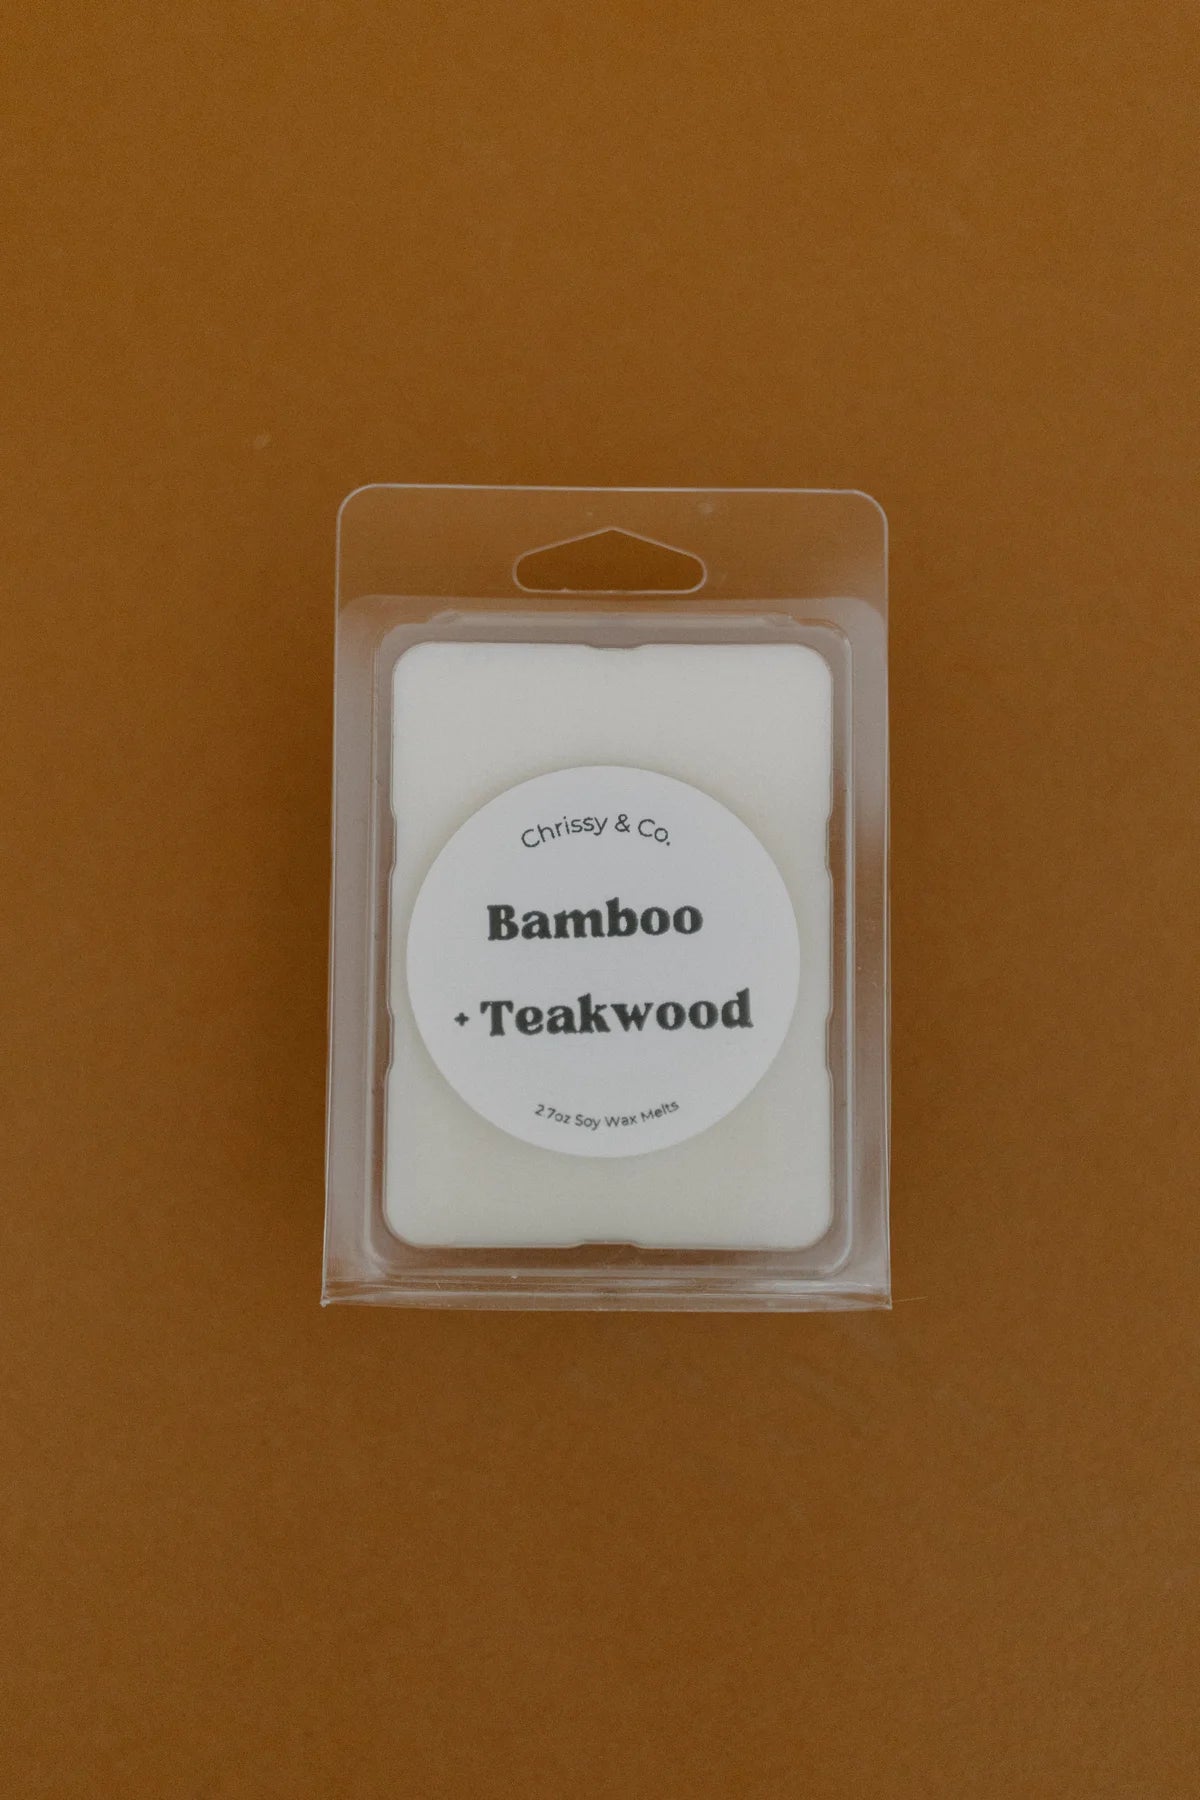 Chrissy & Co.
Bamboo
+ Teakwood
2.7oz Soy Wax Melts